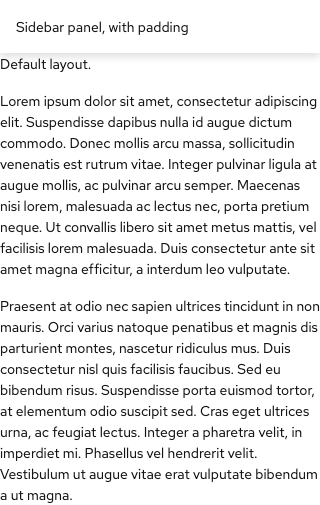 Sidebar panel, with padding
Default layout.
Lorem ipsum dolor sit amet, consectetur adipiscing
elit. Suspendisse dapibus nulla id augue dictum
commodo. Donec mollis arcu massa, sollicitudin
venenatis est rutrum vitae. Integer pulvinar ligula at
augue mollis, ac pulvinar arcu semper. Maecenas
nisi lorem, malesuada ac lectus nec, porta pretium
neque. Ut convallis libero sit amet metus mattis, vel
facilisis lorem malesuada. Duis consectetur ante sit
amet magna efficitur, a interdum leo vulputate.
Praesent at odio nec sapien ultrices tincidunt in non
mauris. Orci varius natoque penatibus et magnis dis
parturient montes, nascetur ridiculus mus. Duis
consectetur nisl quis facilisis faucibus. Sed eu
bibendum risus. Suspendisse porta euismod tortor,
at elementum odio suscipit sed. Cras eget ultrices
urna, ac feugiat lectus. Integer a pharetra velit, in
imperdiet mi. Phasellus vel hendrerit velit.
Vestibulum ut augue vitae erat vulputate bibendum
a ut magna.